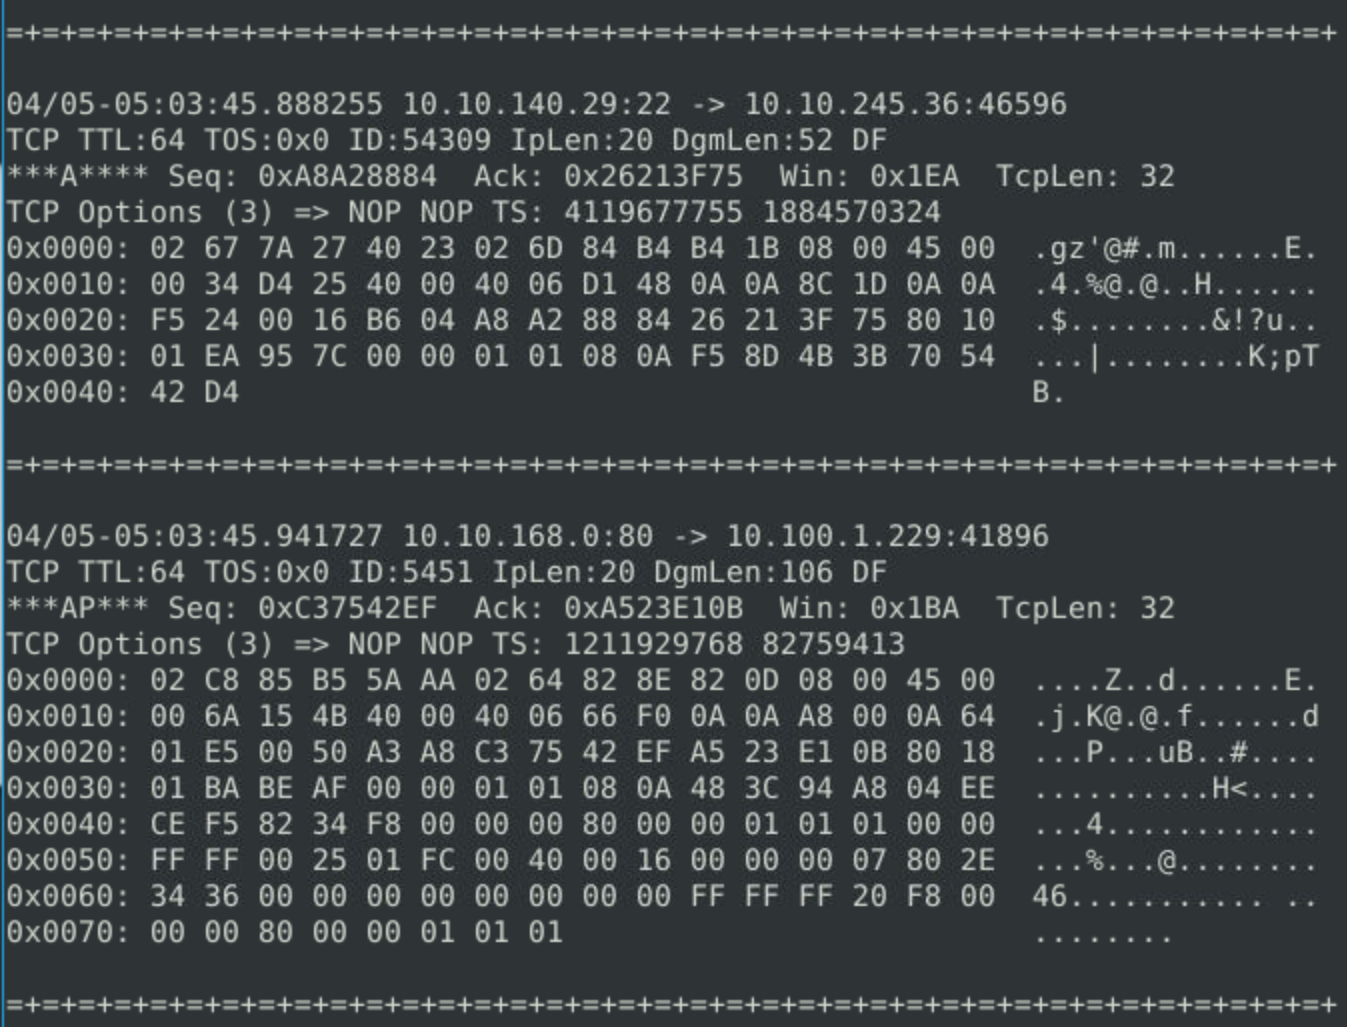 =+=+=+=+=+=+=+=+=+=+=+=+=+=+=+=+=+=+=+=+=+=+=+=+=+=+=+=+=+=+=+=+=+=+=+=+=+
04/05-05:03:45.888255 10.10.140.29:22 -> 10.10.245.36:46596
TCP TTL:64 TOS:0x0 ID:54309 IpLen:20 DgmLen:52 DF
***A**** Seq: 0xA8A28884  Ack: 0x26213F75  Win: 0x1EA  TcpLen: 32
TCP Options (3) => NOP NOP TS: 4119677755 1884570324
0x0000: 02 67 7A 27 40 23 02 6D 84 B4 B4 1B 08 00 45 00  .gz'@#.m......E.
0x0010: 00 34 D4 25 40 00 40 06 D1 48 0A 0A 8C 1D 0A 0A  .4.%@.@..H......
0x0020: F5 24 00 16 B6 04 A8 A2 88 84 26 21 3F 75 80 10  .$........&!?u..
0x0030: 01 EA 95 7C 00 00 01 01 08 0A F5 8D 4B 3B 70 54  ...|........K;pT
0x0040: 42 D4                                            B.
=+=+=+=+=+=+=+=+=+=+=+=+=+=+=+=+=+=+=+=+=+=+=+=+=+=+=+=+=+=+=+=+=+=+=+=+=+
04/05-05:03:45.941727 10.10.168.0:80 -> 10.100.1.229:41896
TCP TTL:64 TOS:0x0 ID:5451 IpLen:20 DgmLen:106 DF
***AP*** Seq: 0xC37542EF  Ack: 0xA523E10B  Win: 0x1BA  TcpLen: 32
TCP Options (3) => NOP NOP TS: 1211929768 82759413
0x0000: 02 C8 85 B5 5A AA 02 64 82 8E 82 0D 08 00 45 00  ....Z..d......E.
0x0010: 00 6A 15 4B 40 00 40 06 66 F0 0A 0A A8 00 0A 64  .j.K@.@.f......d
0x0020: 01 E5 00 50 A3 A8 C3 75 42 EF A5 23 E1 0B 80 18  ...P...uB..#....
0x0030: 01 BA BE AF 00 00 01 01 08 0A 48 3C 94 A8 04 EE  ..........H<....
0x0040: CE F5 82 34 F8 00 00 00 80 00 00 01 01 01 00 00  ...4............
0x0050: FF FF 00 25 01 FC 00 40 00 16 00 00 00 07 80 2E  ...%...@........
0x0060: 34 36 00 00 00 00 00 00 00 00 FF FF FF 20 F8 00  46........... ..
0x0070: 00 00 80 00 00 01 01 01                          ........
=+=+=+=+=+=+=+=+=+=+=+=+=+=+=+=+=+=+=+=+=+=+=+=+=+=+=+=+=+=+=+=+=+=+=+=+=+